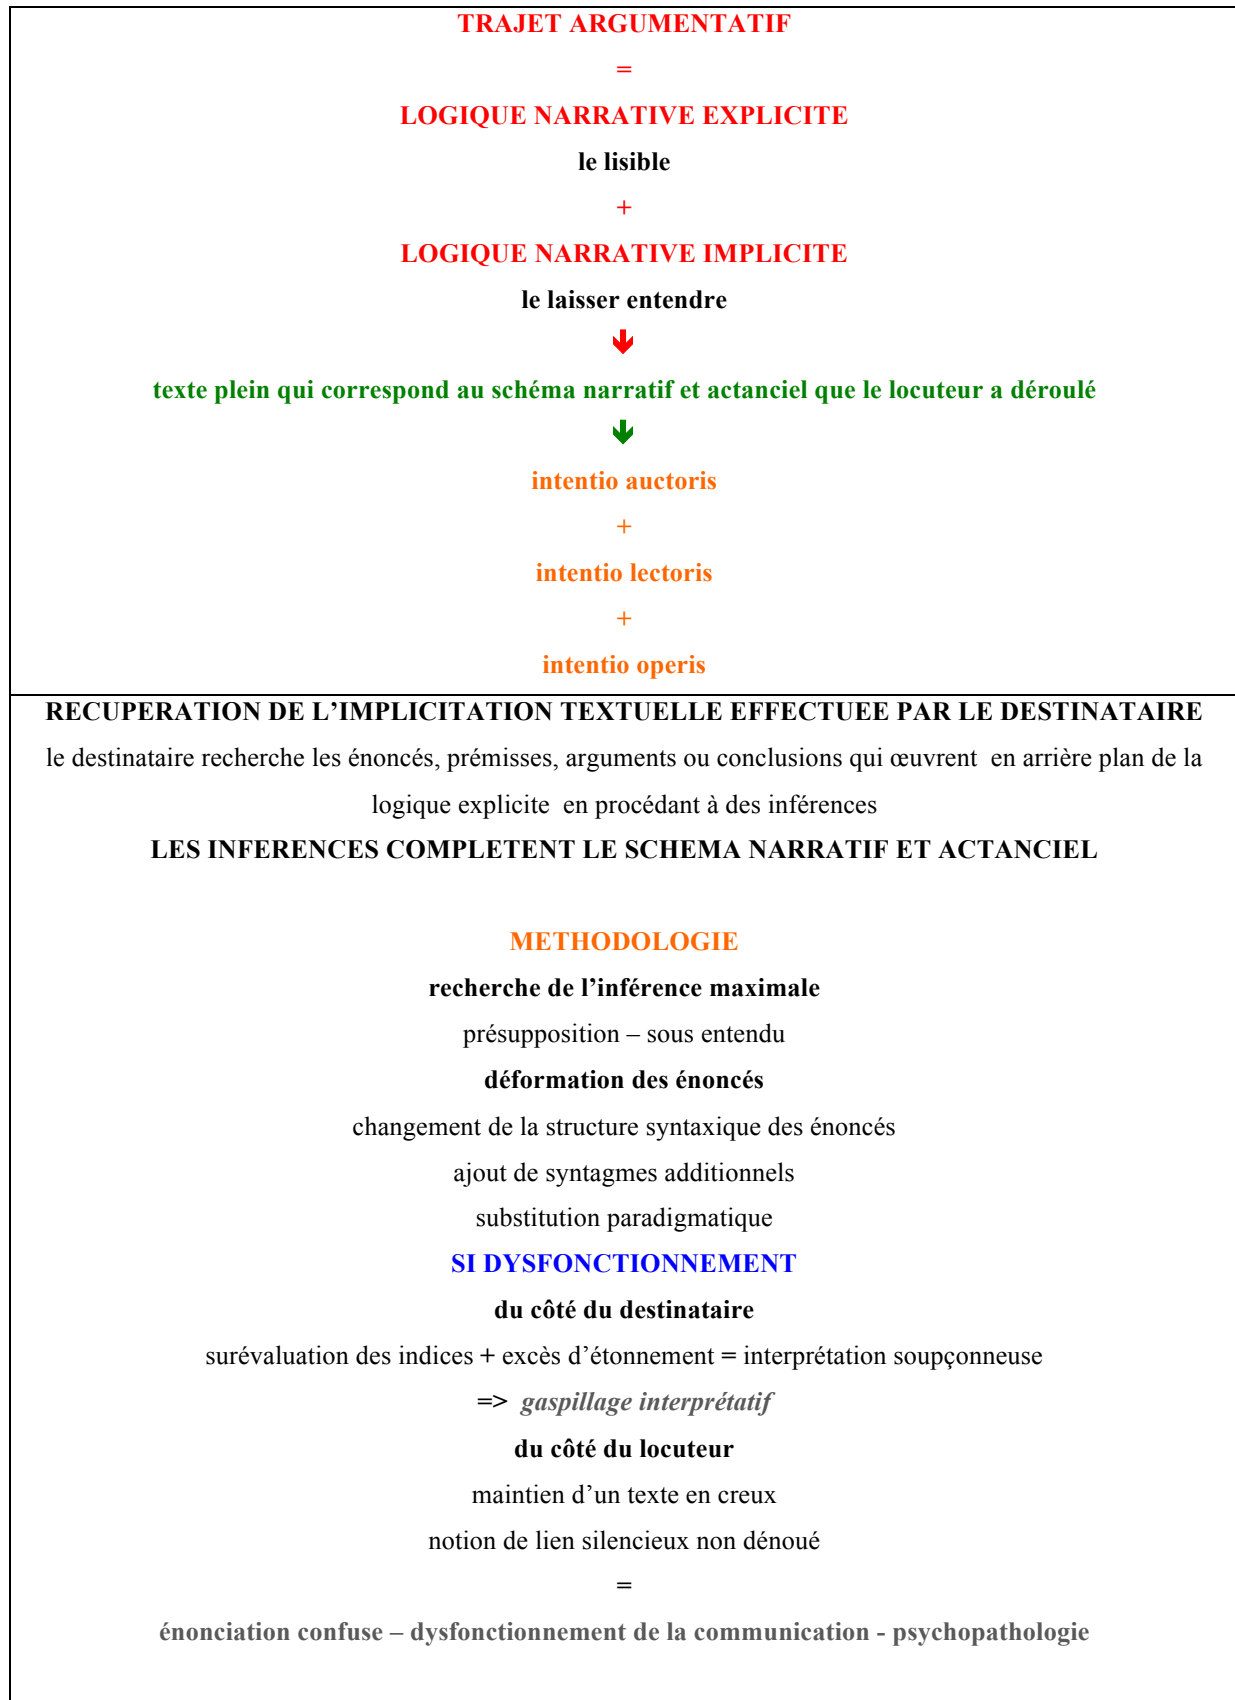 TRAJET ARGUMENTATIF
=
LOGIQUE NARRATIVE EXPLICITE
le lisible
+
LOGIQUE NARRATIVE IMPLICITE
le laisser entendre
🡻
texte plein qui correspond au schéma narratif et actanciel que le locuteur a déroulé
🡻
intentio auctoris
+
intentio lectoris
+
intentio operis
RECUPERATION DE L’IMPLICITATION TEXTUELLE EFFECTUEE PAR LE DESTINATAIRE
le destinataire recherche les énoncés, prémisses, arguments ou conclusions qui œuvrent en arrière plan de la
logique explicite en procédant à des inférences
LES INFERENCES COMPLETENT LE SCHEMA NARRATIF ET ACTANCIEL
METHODOLOGIE
recherche de l’inférence maximale
présupposition – sous entendu
déformation des énoncés
changement de la structure syntaxique des énoncés
ajout de syntagmes additionnels
substitution paradigmatique
SI DYSFONCTIONNEMENT
du côté du destinataire
surévaluation des indices + excès d’étonnement = interprétation soupçonneuse
=> gaspillage interprétatif
du côté du locuteur
maintien d’un texte en creux
notion de lien silencieux non dénoué
=
énonciation confuse – dysfonctionnement de la communication - psychopathologie